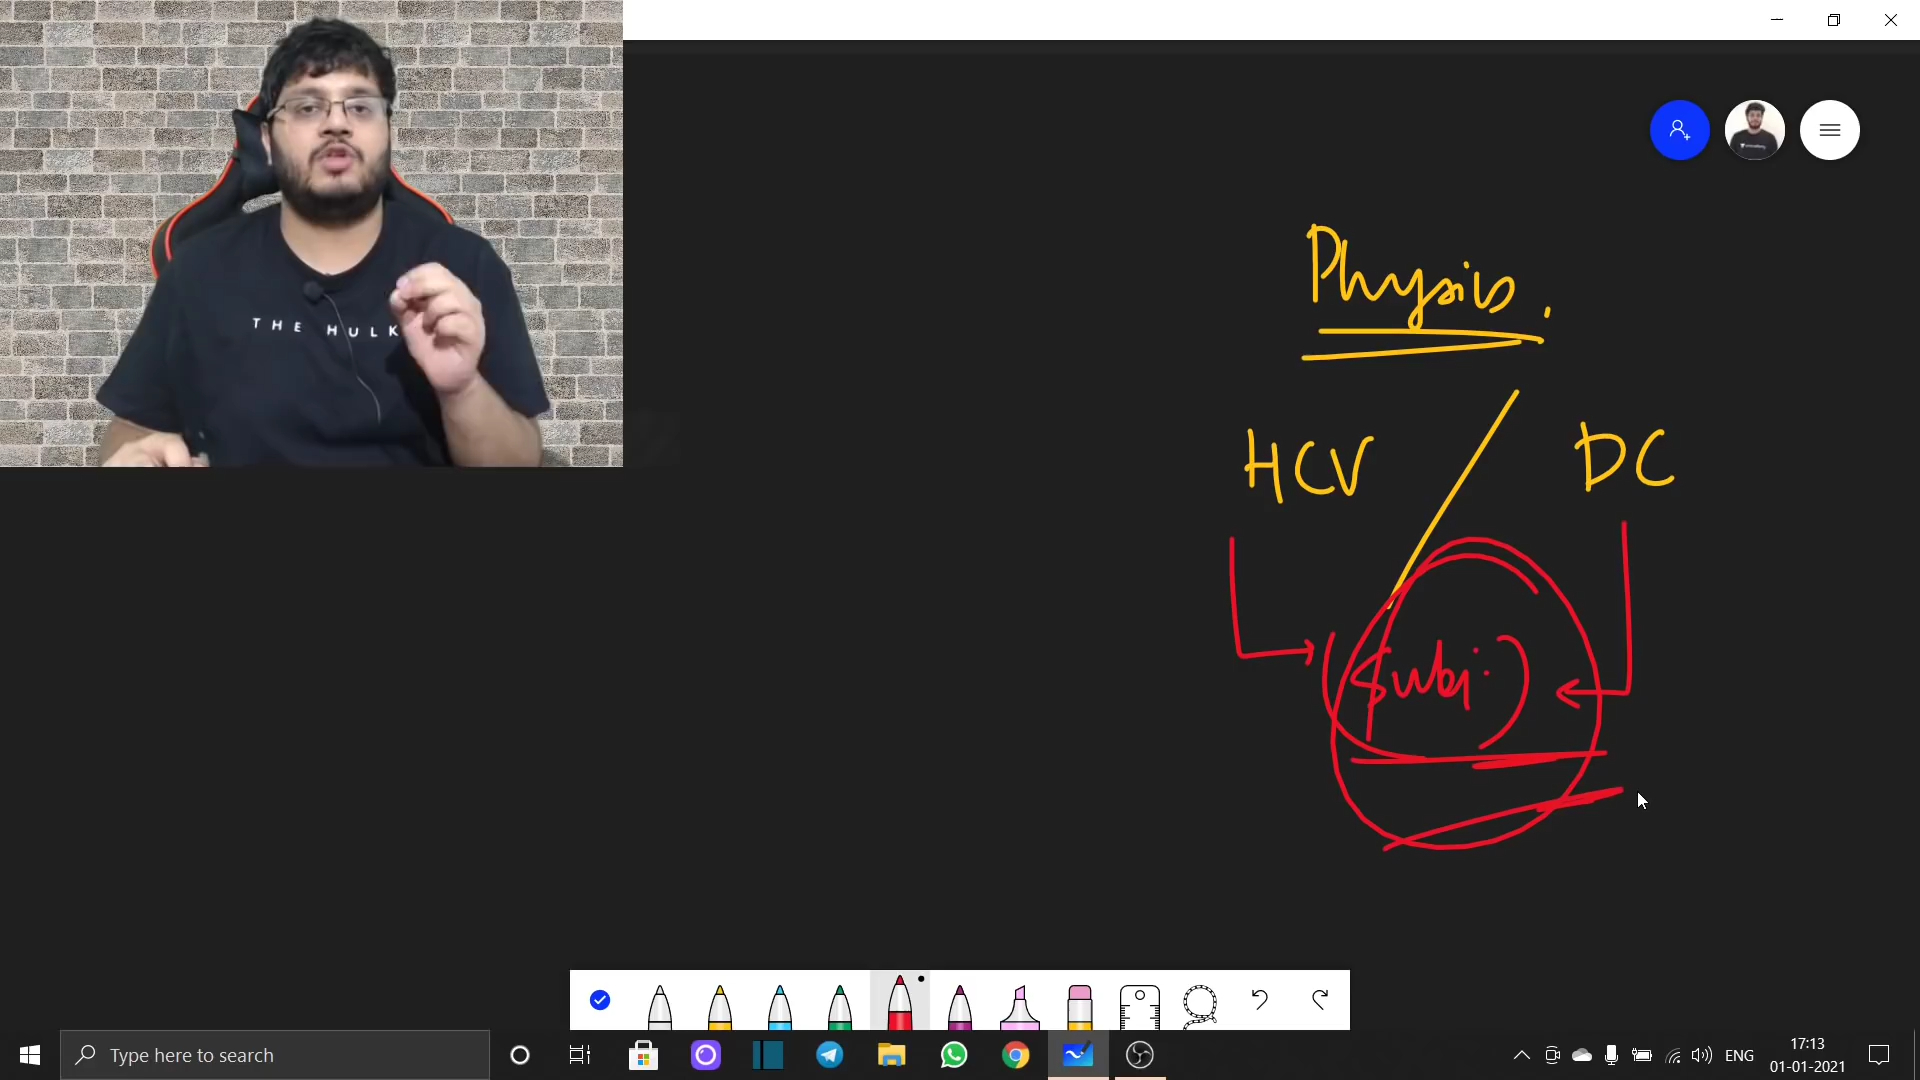 THE HULK
Physics.
HCV
DC
(Subj.)
Type here to search
ENG
17:13
01-01-2021